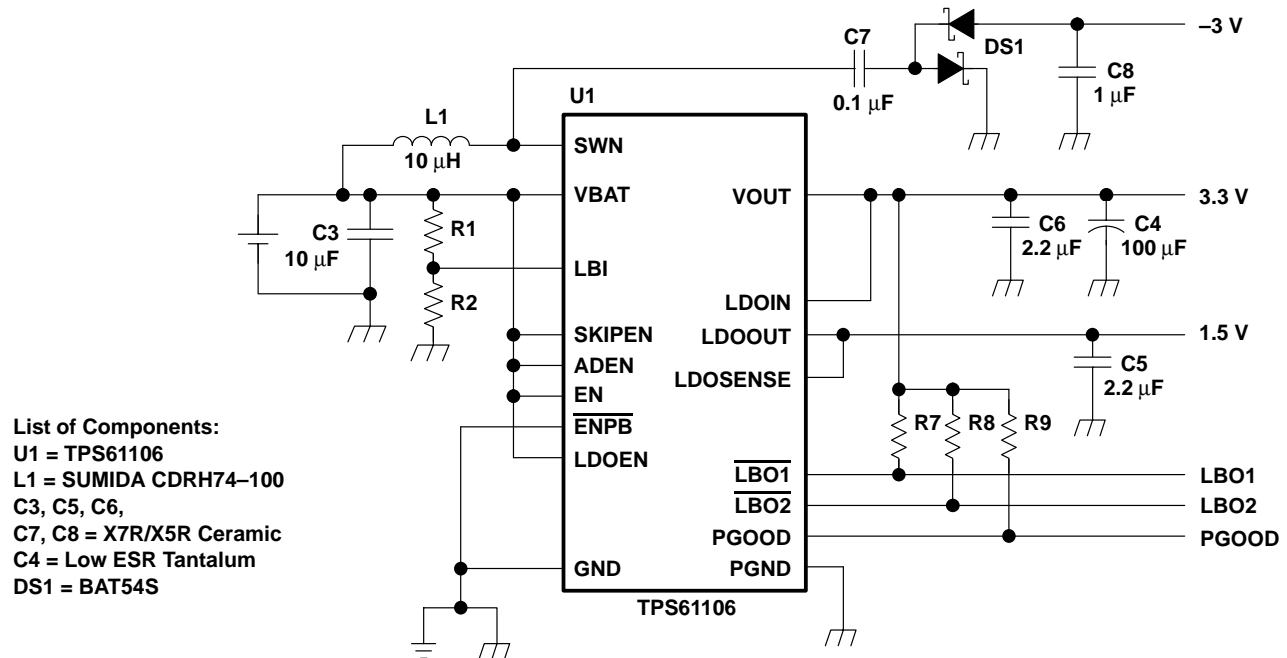 –3 V
C7
DS1
C8
1 μF
0.1 μF
U1
L1
10 μH
SWN
VBAT
VOUT
3.3 V
C3
10 μF
R1
C6
2.2 μF
C4
100 μF
LBI
R2
LDOIN
SKIPEN
LDOOUT
1.5 V
ADEN
LDOSENSE
C5
2.2 μF
EN
ENPB
R7
R8
R9
LDOEN
LBO1
LBO1
LBO2
LBO2
PGOOD
PGOOD
GND
PGND
TPS61106
List of Components:
U1 = TPS61106
L1 = SUMIDA CDRH74–100
C3, C5, C6,
C7, C8 = X7R/X5R Ceramic
C4 = Low ESR Tantalum
DS1 = BAT54S